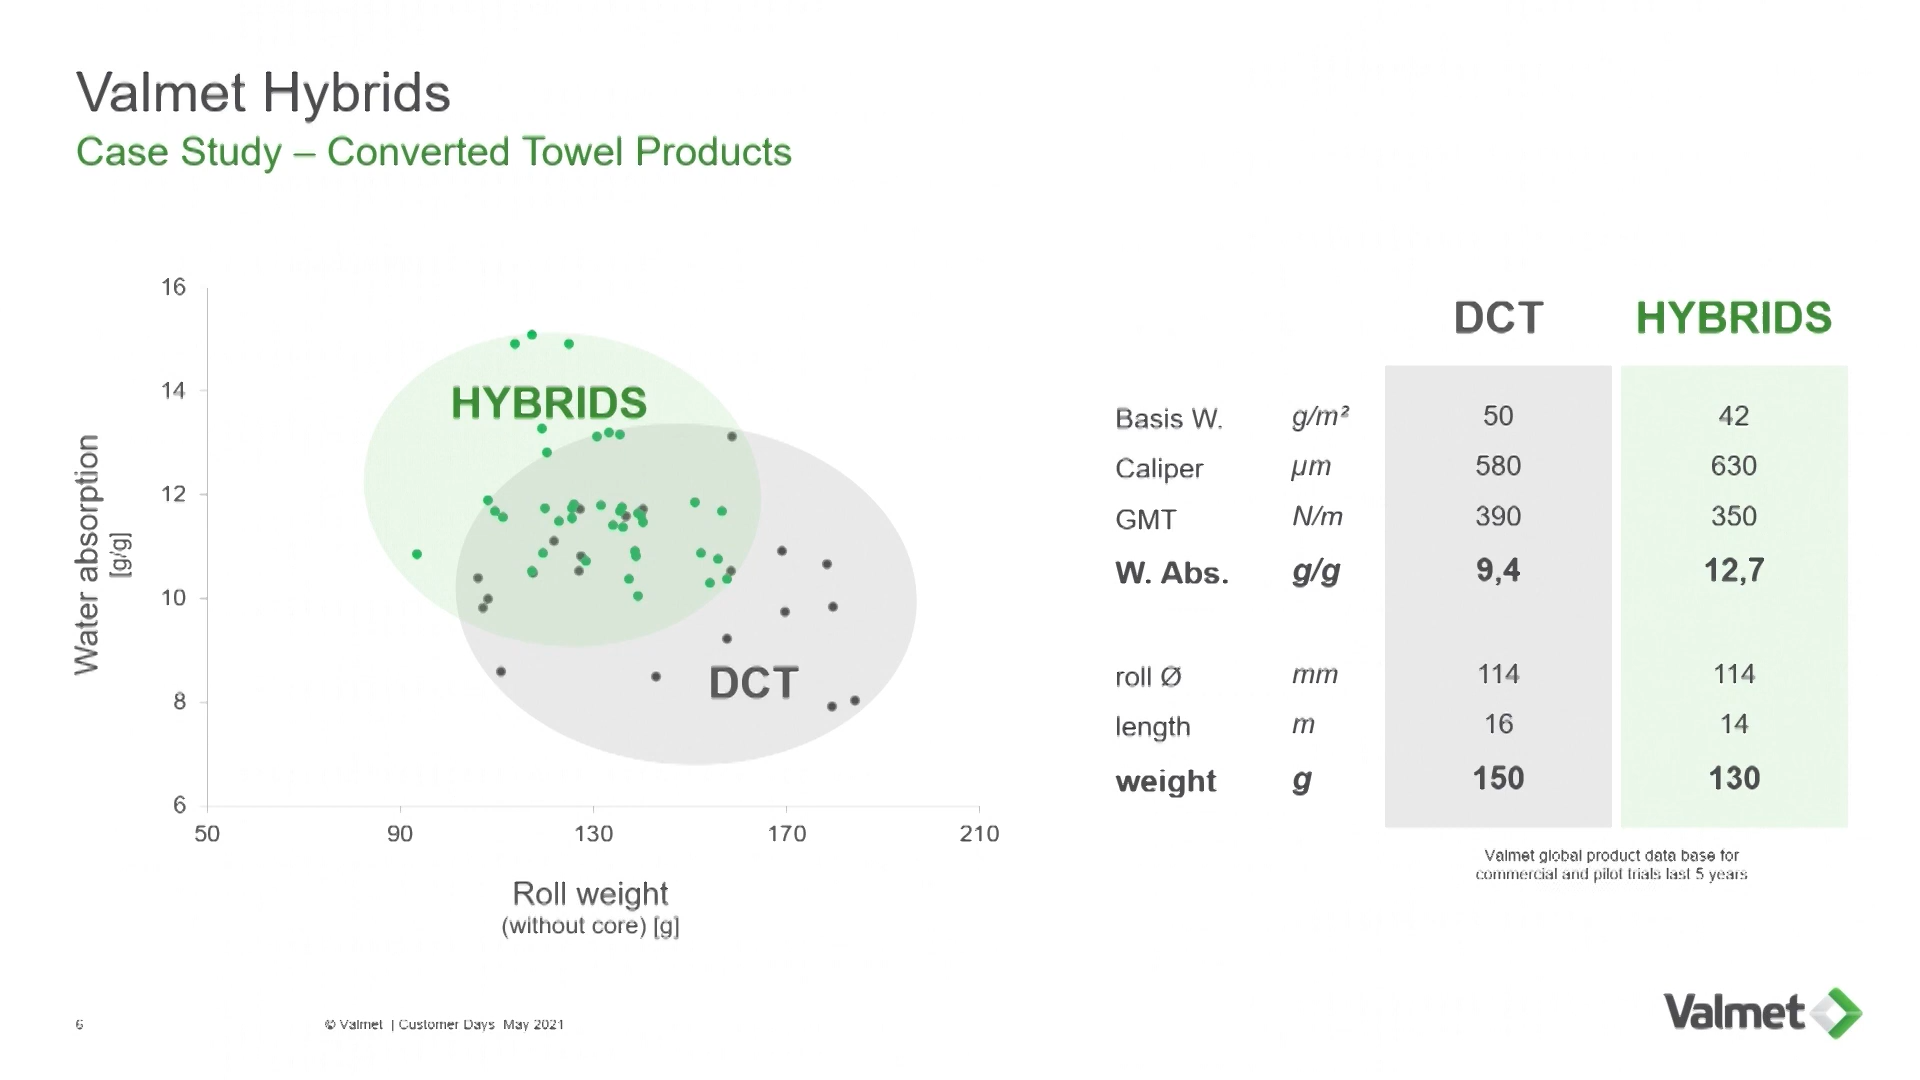 Valmet Hybrids
Case Study – Converted Towel Products
16
14
12
10
8
6
Water absorption
[g/g]
HYBRIDS
DCT
50 90 130 170 210
Roll weight
(without core) [g]
DCT HYBRIDS
Basis W. g/m² 50 42
Caliper µm 580 630
GMT N/m 390 350
W. Abs. g/g 9,4 12,7
roll Ø mm 114 114
length m 16 14
weight g 150 130
Valmet global product data base for
commercial and pilot trials last 5 years
6 © Valmet | Customer Days May 2021
Valmet